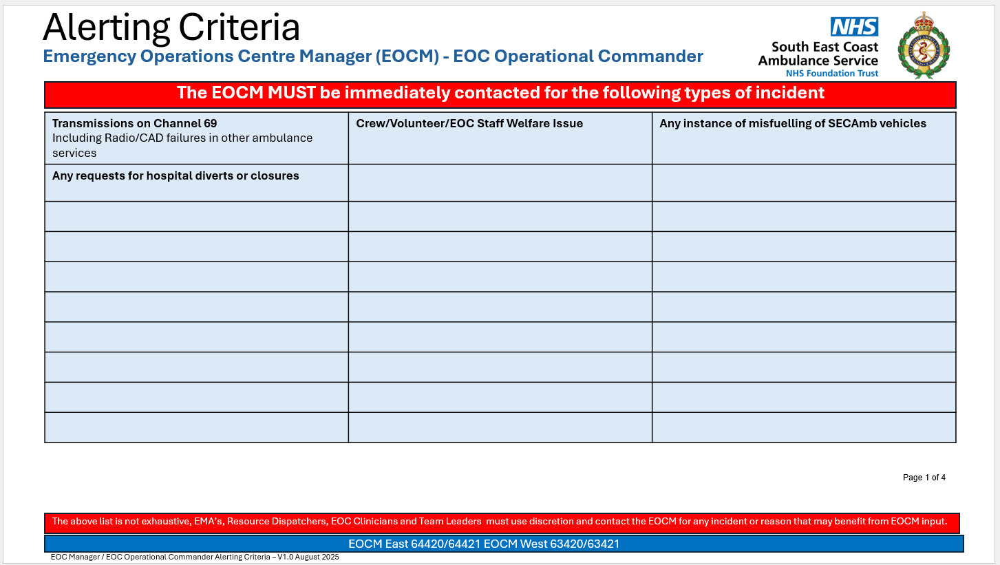 Alerting Criteria
Emergency Operations Centre Manager (EOCM) - EOC Operational Commander
NHS
South East Coast
Ambulance Service
NHS Foundation Trust
The EOCM MUST be immediately contacted for the following types of incident
Transmissions on Channel 69
Including Radio/CAD failures in other ambulance
services
Crew/Volunteer/EOC Staff Welfare Issue
Any instance of misfuelling of SECAmb vehicles
Any requests for hospital diverts or closures
Page 1 of 4
The above list is not exhaustive, EMA's, Resource Dispatchers, EOC Clinicians and Team Leaders  must use discretion and contact the EOCM for any incident or reason that may benefit from EOCM input.
EOCM East 64420/64421 EOCM West 63420/63421
EOC Manager / EOC Operational Commander Alerting Criteria – V1.0 August 2025